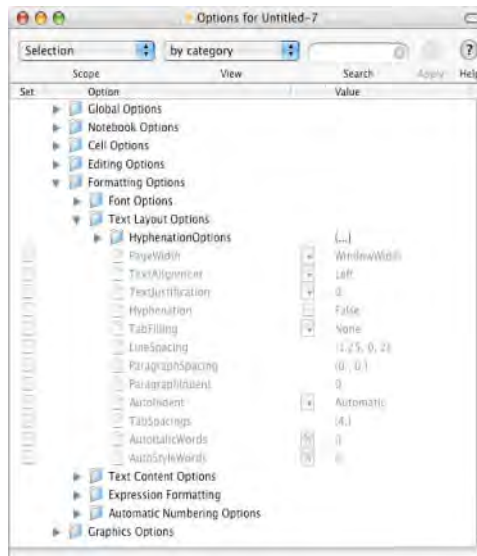 Options for Untitled-7
Selection by category ?
Scope View Search Apply Help
Set Option Value
Global Options
Notebook Options
Cell Options
Editing Options
Formatting Options
Font Options
Text Layout Options
HyphenationOptions {...}
PageWidth WindowWidth
TextAlignment Left
TextJustification 0
Hyphenation False
TabFilling None
LineSpacing {1.25, 0, 2}
ParagraphSpacing {0., 0.}
ParagraphIndent 0
AutoIndent Automatic
TabSpacings {4.}
AutoItalicWords {}
AutoStyleWords {}
Text Content Options
Expression Formatting
Automatic Numbering Options
Graphics Options